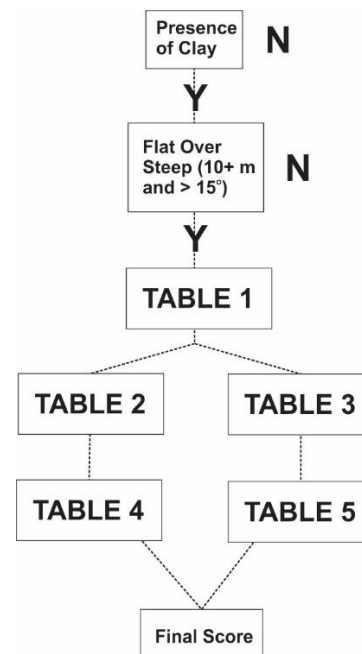 Presence
of Clay
N
Y
Flat Over
Steep (10+ m
and > 15°)
N
Y
TABLE 1
TABLE 2
TABLE 3
TABLE 4
TABLE 5
Final Score